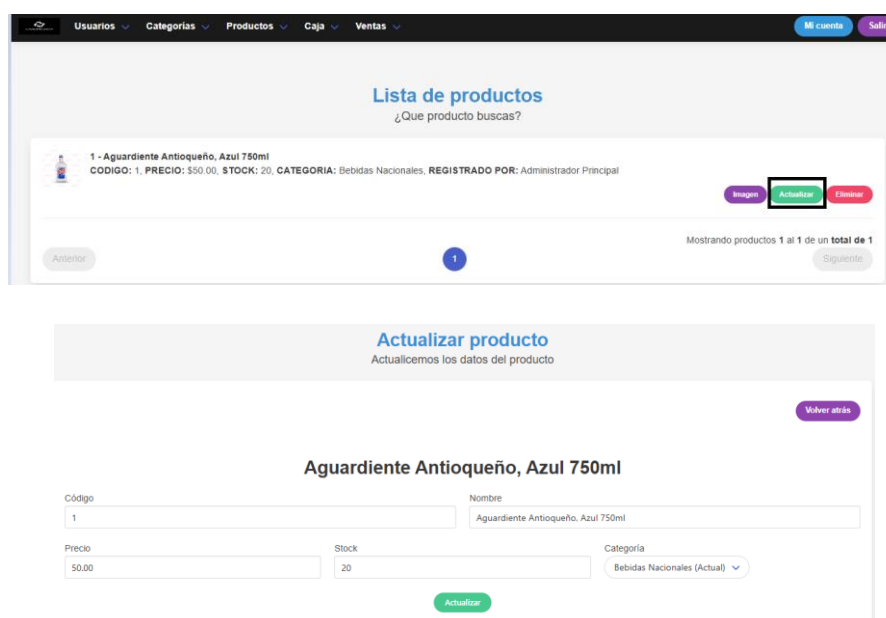 Usuarios Categorias Productos Caja Ventas Mi cuenta Salir
Lista de productos
¿Que producto buscas?
1 - Aguardiente Antioqueño, Azul 750ml
CODIGO: 1, PRECIO: $50.00, STOCK: 20, CATEGORIA: Bebidas Nacionales, REGISTRADO POR: Administrador Principal
Imagen Actualizar Eliminar
Mostrando productos 1 al 1 de un total de 1
Anterior 1 Siguiente
Actualizar producto
Actualicemos los datos del producto
Volver atrás
Aguardiente Antioqueño, Azul 750ml
Código Nombre
1 Aguardiente Antioqueño, Azul 750ml
Precio Stock Categoría
50.00 20 Bebidas Nacionales (Actual)
Actualizar